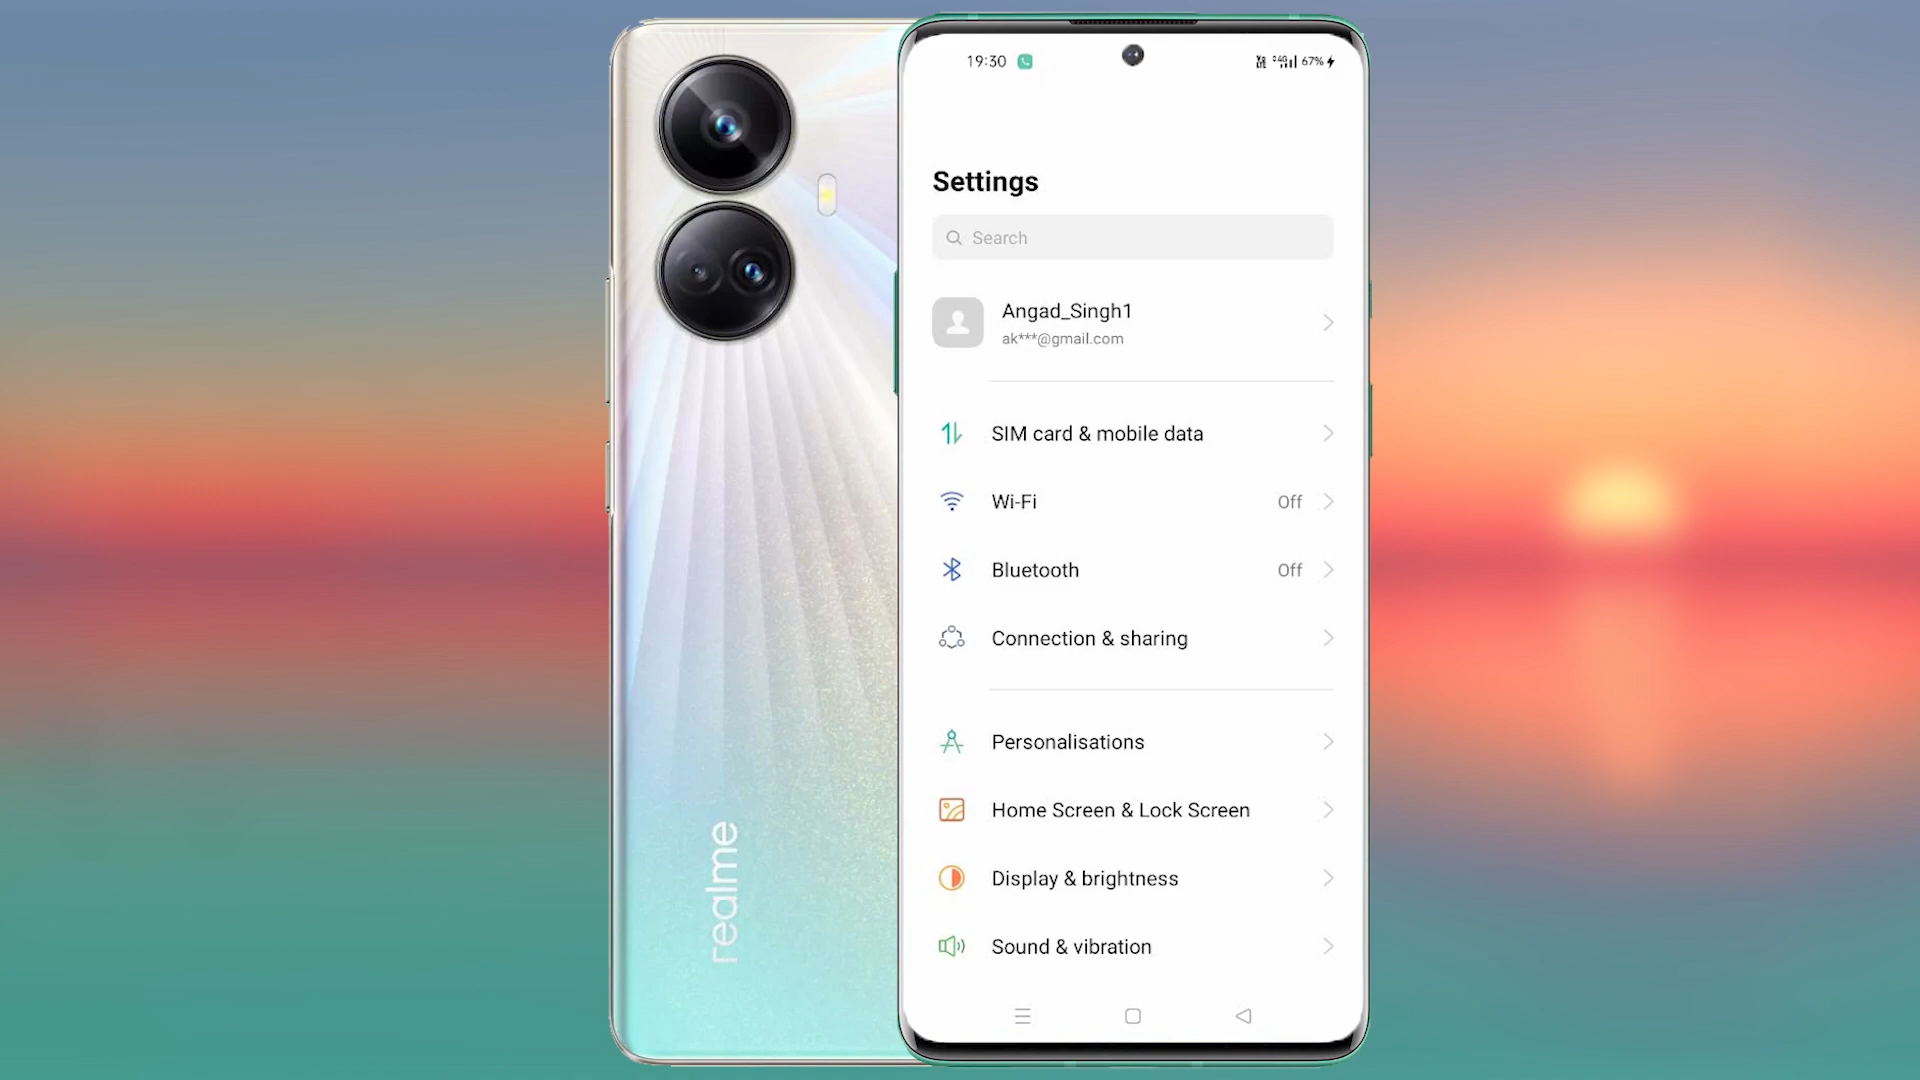 19:30
67%
Settings
Search
Angad_Singh1
ak***@gmail.com
SIM card & mobile data
Wi-Fi
Off
Bluetooth
Off
Connection & sharing
Personalisations
Home Screen & Lock Screen
Display & brightness
Sound & vibration
realme